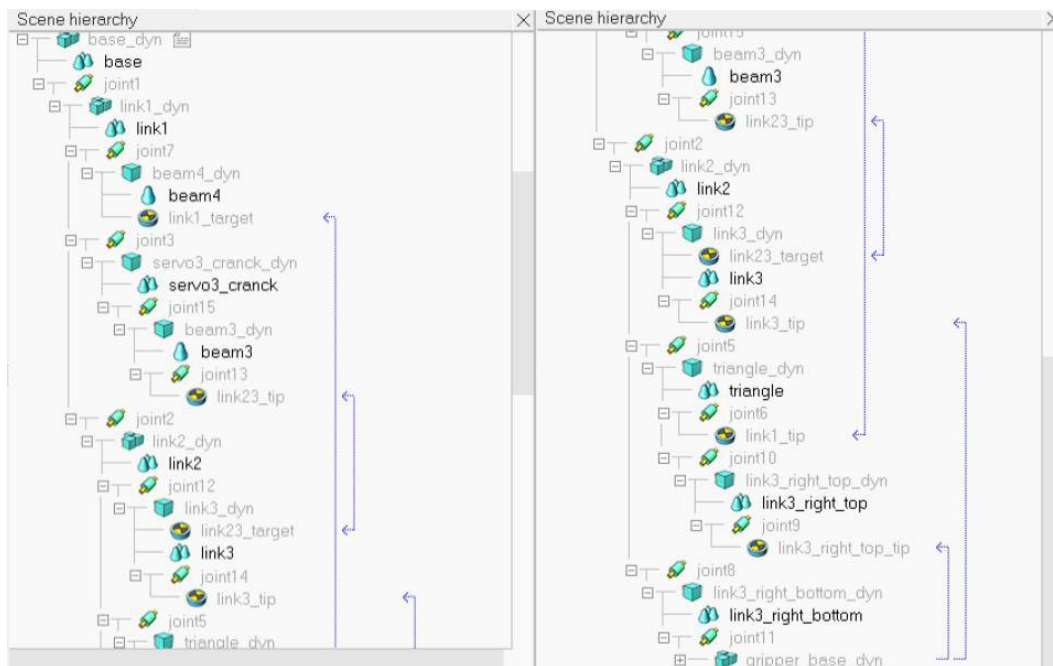 Scene hierarchy
base_dyn
base
joint1
link1_dyn
link1
joint7
beam4_dyn
beam4
link1_target
joint3
servo3_cranck_dyn
servo3_cranck
joint15
beam3_dyn
beam3
joint13
link23_tip
joint2
link2_dyn
link2
joint12
link3_dyn
link23_target
link3
joint14
link3_tip
joint5
triangle_dyn
Scene hierarchy
joint15
beam3_dyn
beam3
joint13
link23_tip
joint2
link2_dyn
link2
joint12
link3_dyn
link23_target
link3
joint14
link3_tip
joint5
triangle_dyn
triangle
joint6
link1_tip
joint10
link3_right_top_dyn
link3_right_top
joint9
link3_right_top_tip
joint8
link3_right_bottom_dyn
link3_right_bottom
joint11
gripper_base_dyn